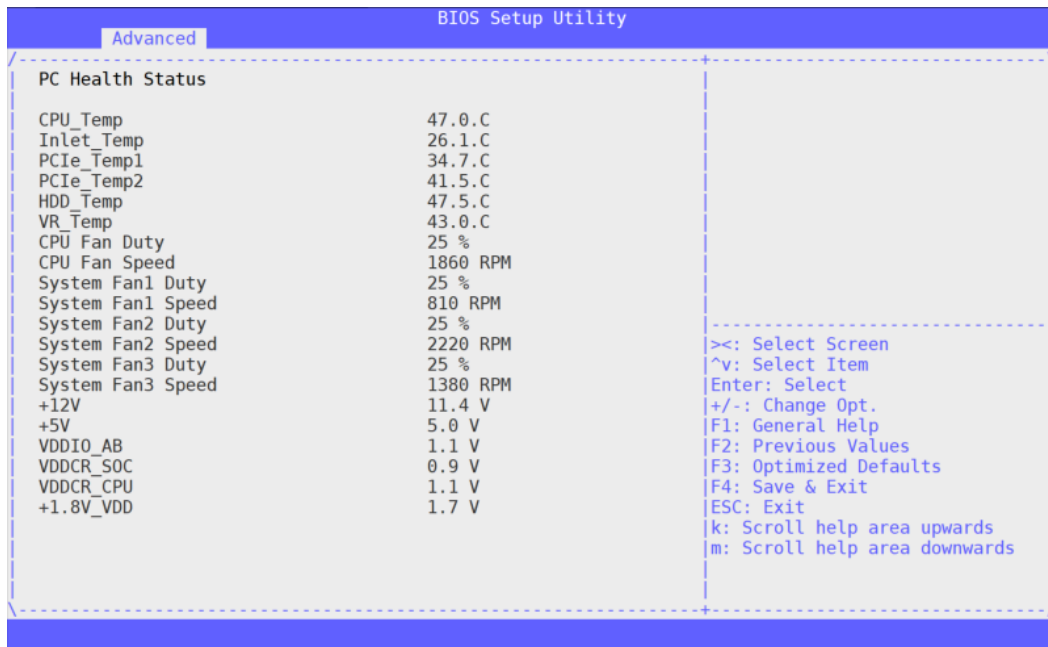 BIOS Setup Utility
Advanced
PC Health Status
CPU_Temp 47.0.C
Inlet_Temp 26.1.C
PCIe_Temp1 34.7.C
PCIe_Temp2 41.5.C
HDD_Temp 47.5.C
VR_Temp 43.0.C
CPU Fan Duty 25 %
CPU Fan Speed 1860 RPM
System Fan1 Duty 25 %
System Fan1 Speed 810 RPM
System Fan2 Duty 25 %
System Fan2 Speed 2220 RPM
System Fan3 Duty 25 %
System Fan3 Speed 1380 RPM
+12V 11.4 V
+5V 5.0 V
VDDIO_AB 1.1 V
VDDCR_SOC 0.9 V
VDDCR_CPU 1.1 V
+1.8V_VDD 1.7 V
><: Select Screen
^v: Select Item
Enter: Select
+/-: Change Opt.
F1: General Help
F2: Previous Values
F3: Optimized Defaults
F4: Save & Exit
ESC: Exit
k: Scroll help area upwards
m: Scroll help area downwards